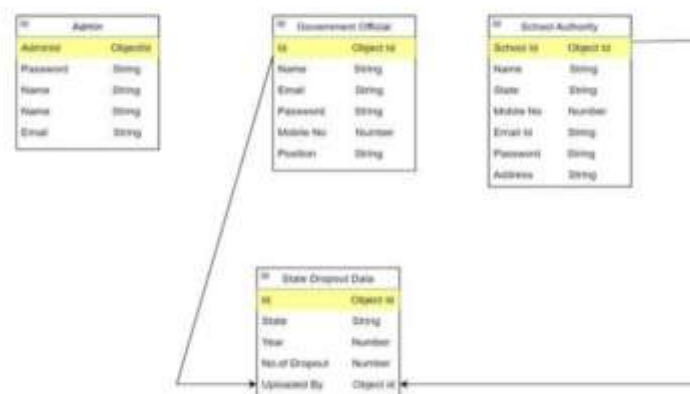 Admin
AdminId ObjectId
Password String
Name String
Name String
Email String
Government Official
Id Object Id
Name String
Email String
Password String
Mobile No Number
Position String
School Authority
School Id Object Id
Name String
State String
Mobile No Number
Email Id String
Password String
Address String
State Dropout Data
Id Object Id
State String
Year Number
No.of Dropout Number
Uploaded By Object id